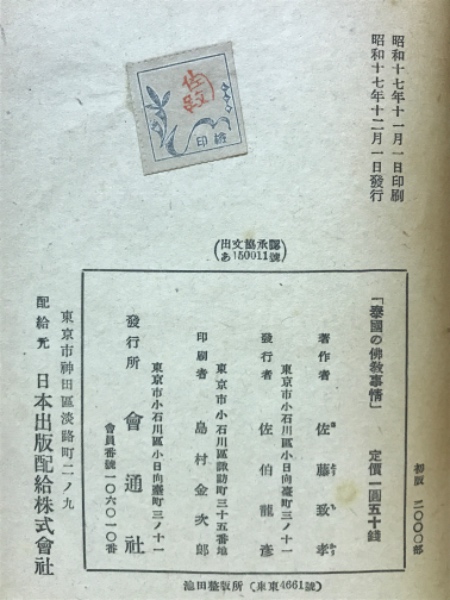 昭和十七年十一月一日印刷
昭和十七年十二月一日發行
佐
印
(出文協承認
あ150011號)
初版 二〇〇〇部
「泰國の佛敎事情」 定價一圓五十錢
著作者 佐藤致孝
東京市小石川區小日向臺町三ノ十一
發行者 佐伯龍彥
東京市小石川區諏訪町三十五番地
印刷者 島村金次郎
東京市小石川區小日向臺町三ノ十一
發行所 會通社
會員番號一〇六〇一〇番
東京市神田區淡路町二ノ九
配給元 日本出版配給株式會社
池田整版所(東東4661號)